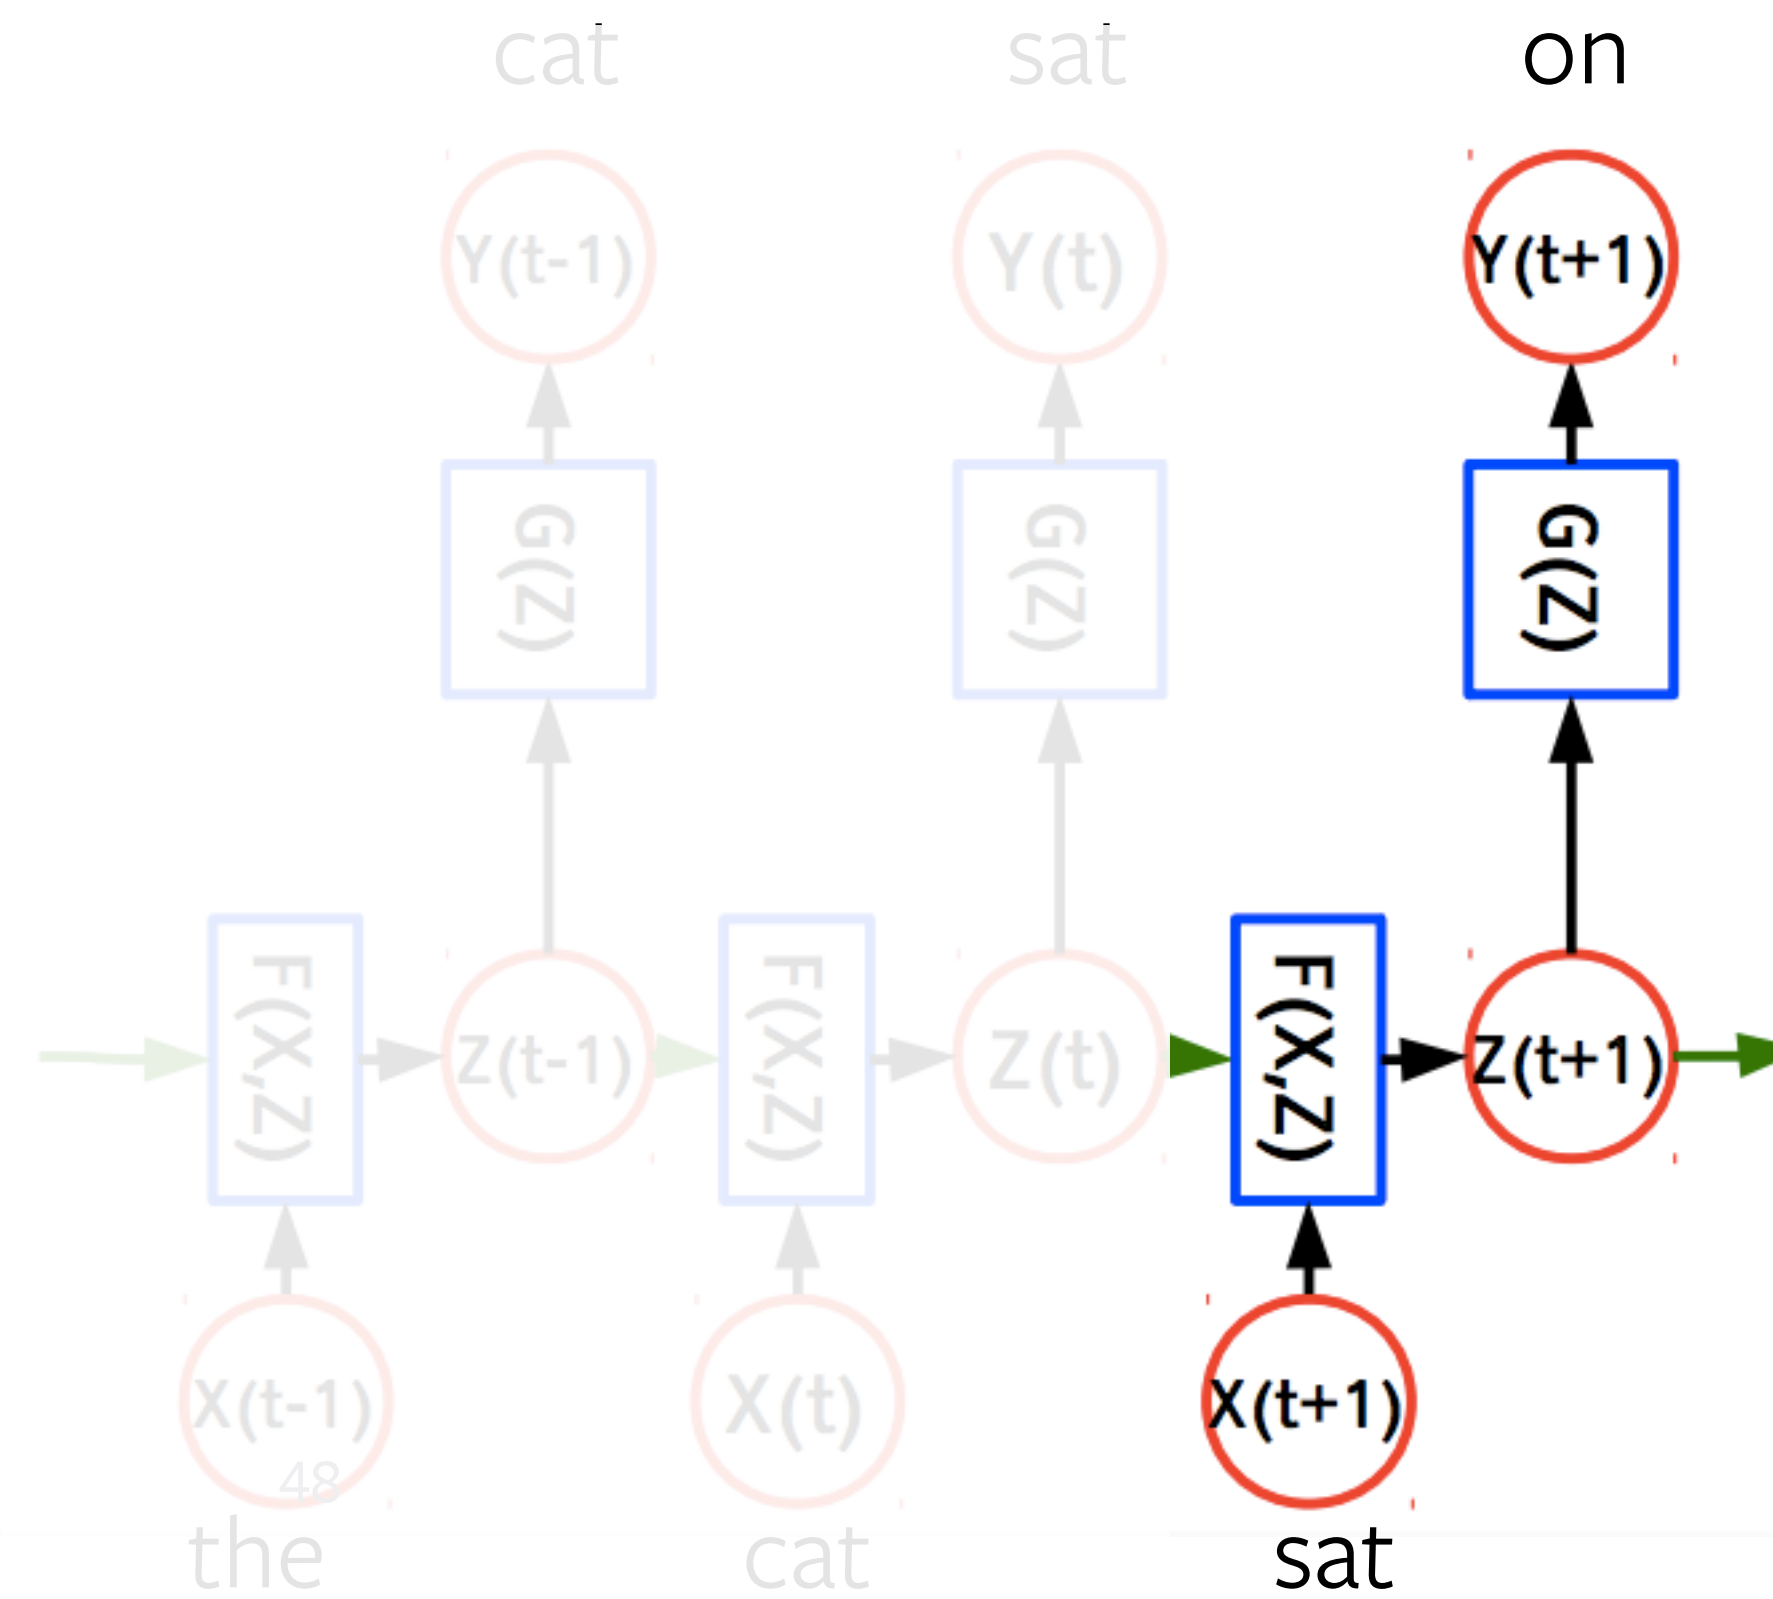 cat sat on
Y(t-1) Y(t) Y(t+1)
G(Z) G(Z) G(Z)
F(X,Z) Z(t-1) F(X,Z) Z(t) F(X,Z) Z(t+1)
X(t-1) X(t) X(t+1)
48
the cat sat